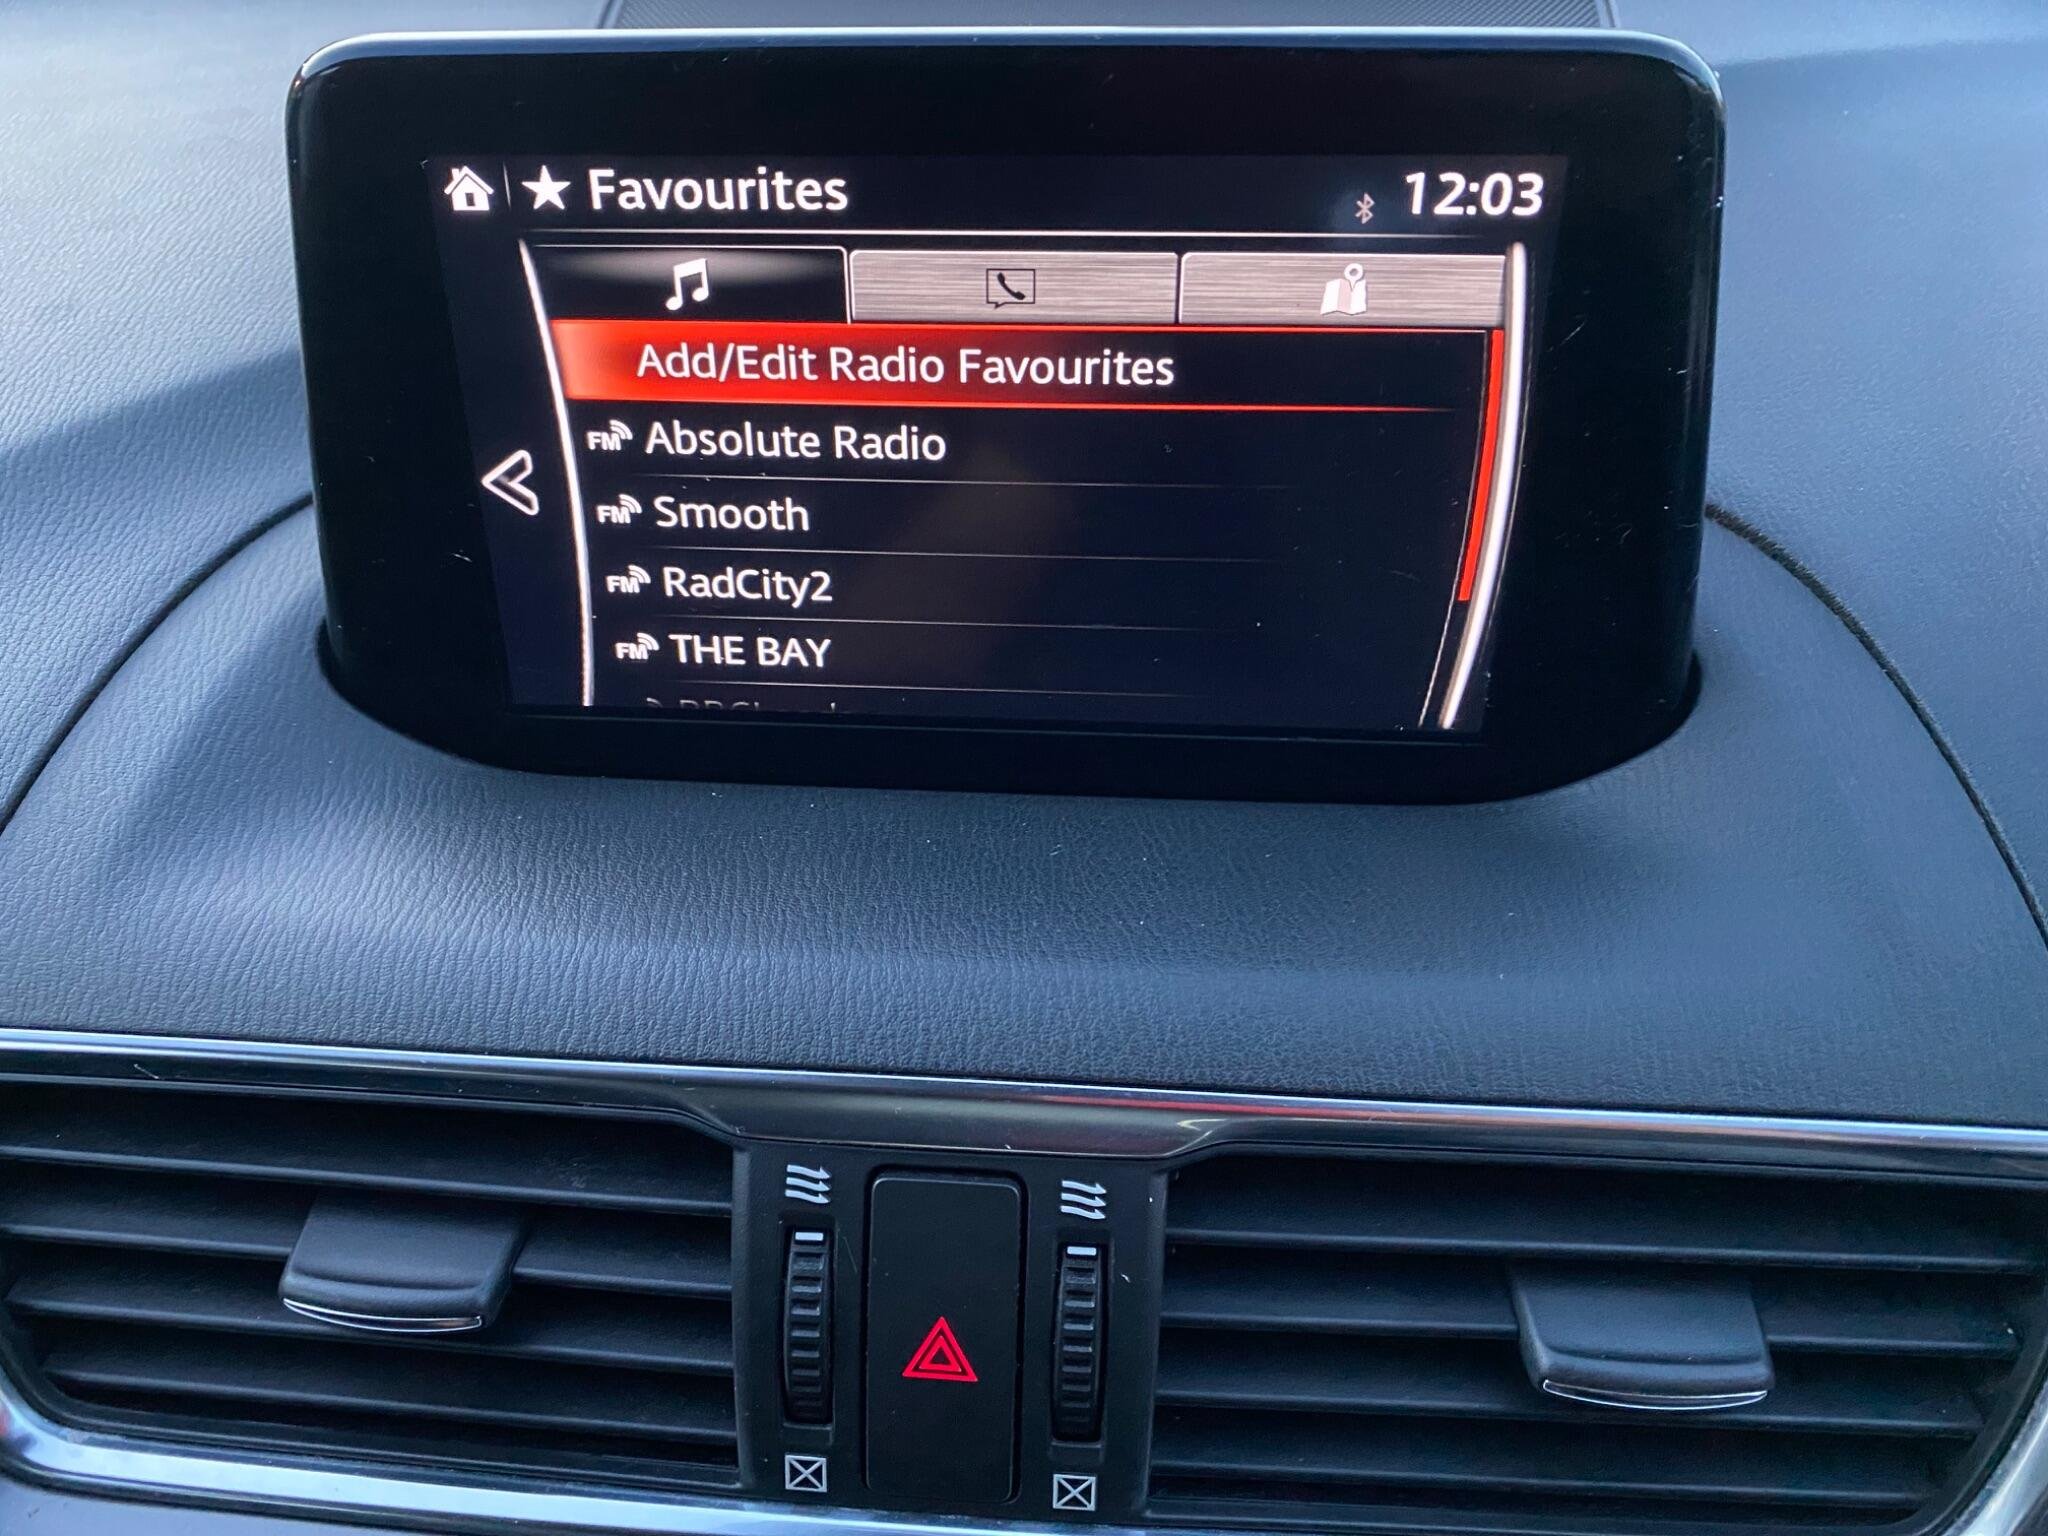 Favourites
12:03
Add/Edit Radio Favourites
FM Absolute Radio
FM Smooth
FM RadCity2
FM THE BAY